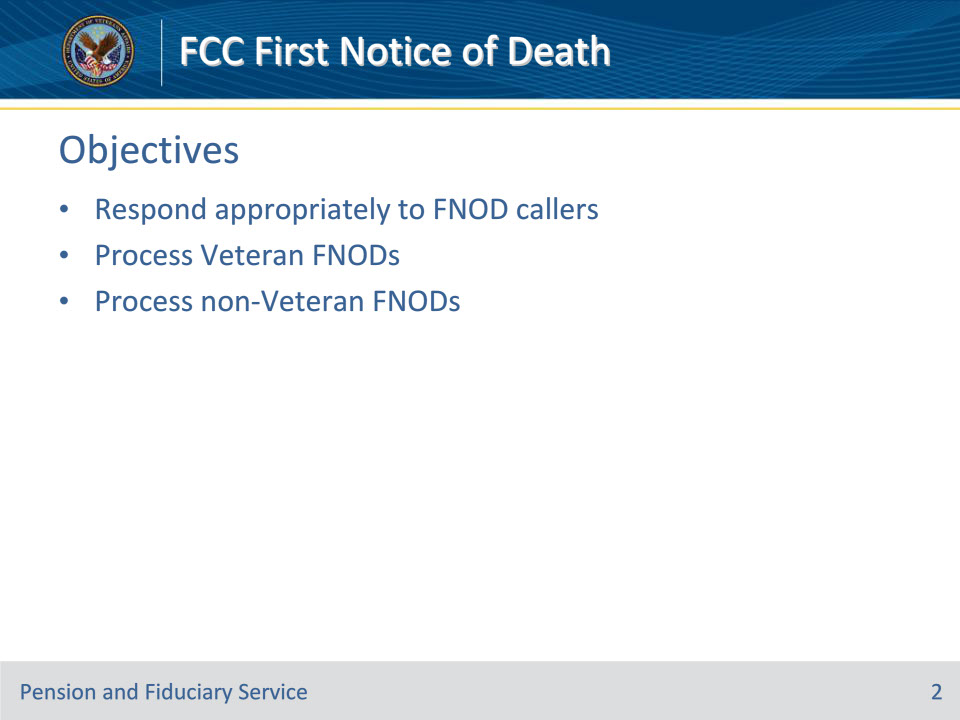 FCC First Notice of Death
Objectives
• Respond appropriately to FNOD callers
• Process Veteran FNODs
• Process non-Veteran FNODs
Pension and Fiduciary Service
2